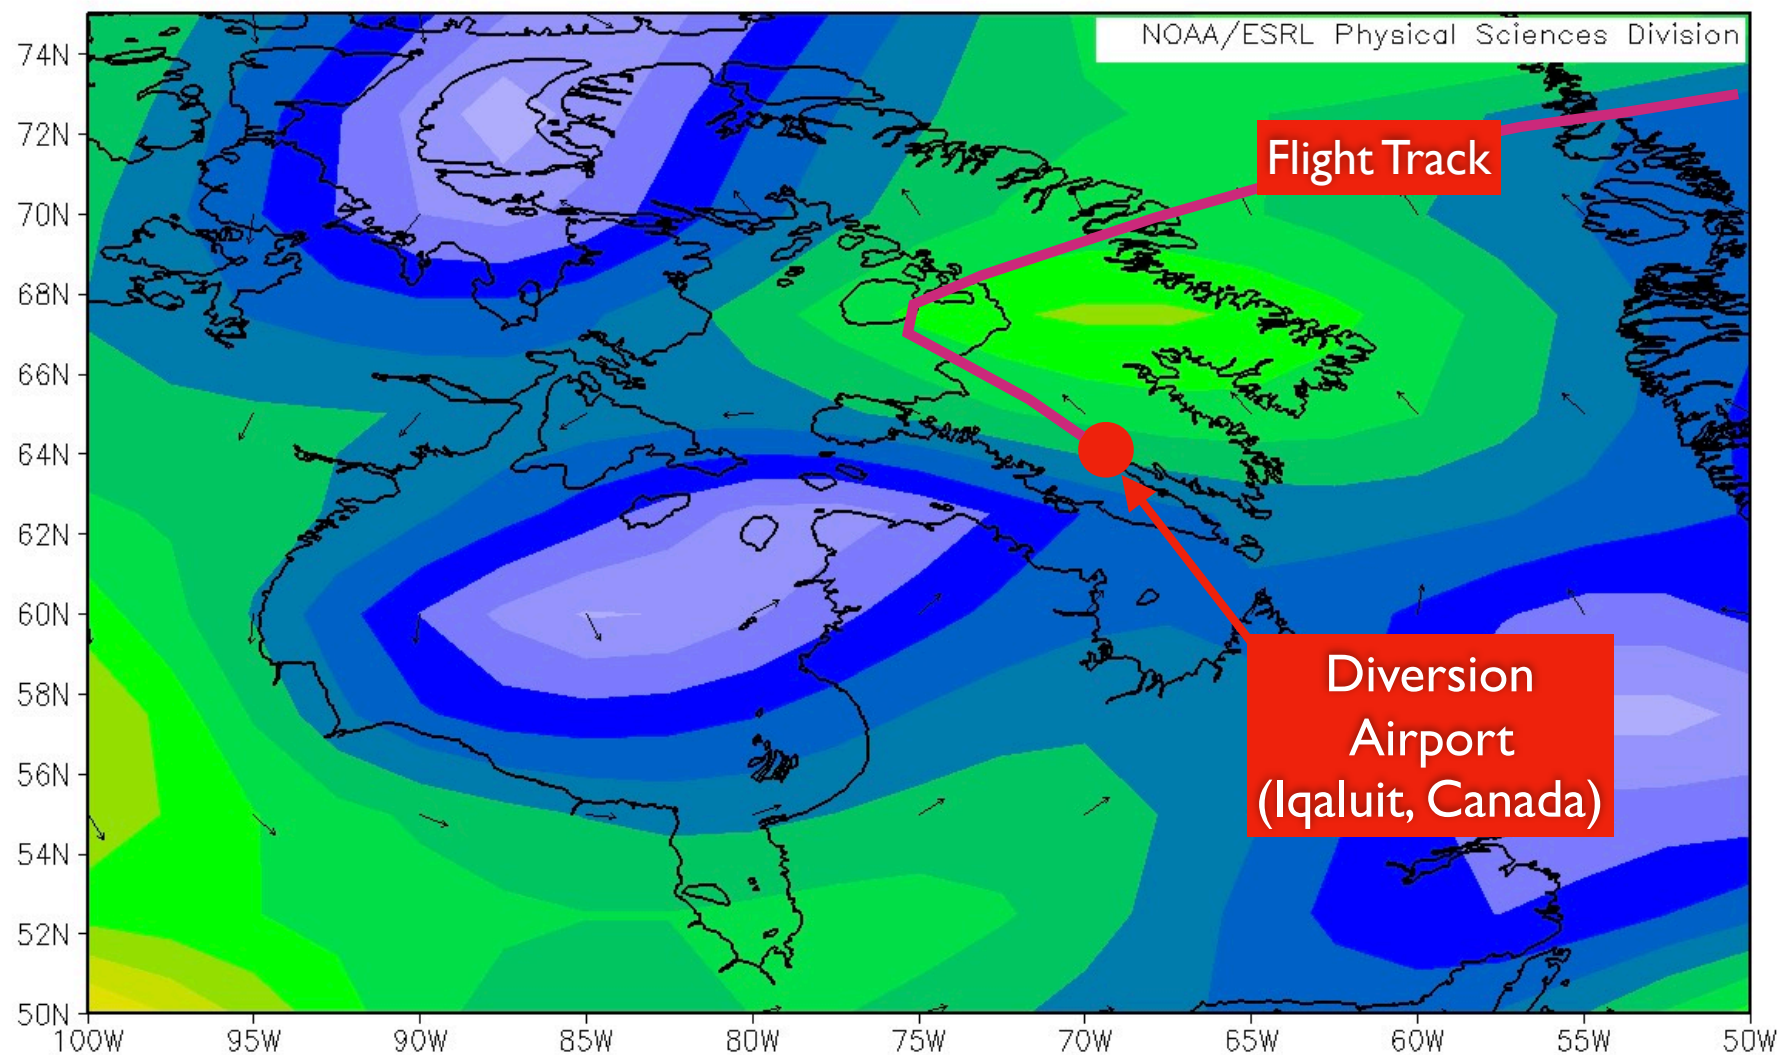 NOAA/ESRL Physical Sciences Division
74N
72N
70N
68N
66N
64N
62N
60N
58N
56N
54N
52N
50N
Flight Track
Diversion
Airport
(Iqaluit, Canada)
100W 95W 90W 85W 80W 75W 70W 65W 60W 55W 50W